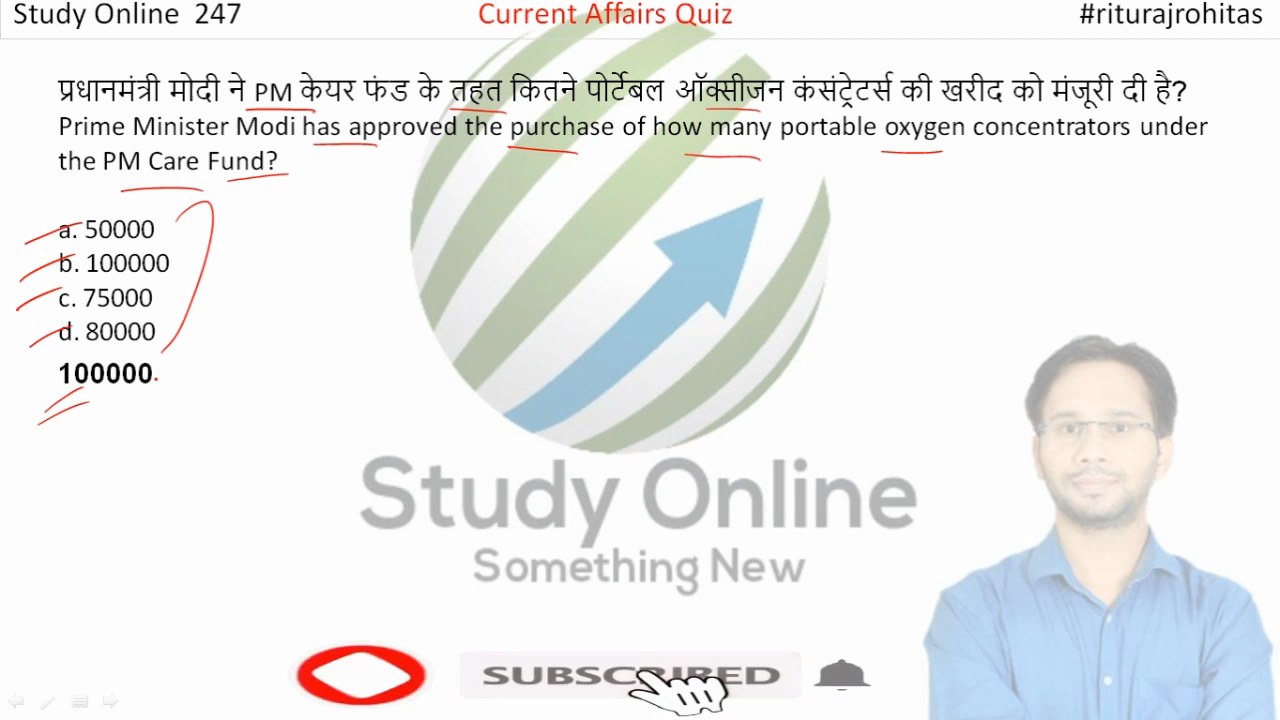 Study Online 247
Current Affairs Quiz
#riturajrohitas
प्रधानमंत्री मोदी ने PM केयर फंड के तहत कितने पोर्टेबल ऑक्सीजन कंसंट्रेटर्स की खरीद को मंजूरी दी है?
Prime Minister Modi has approved the purchase of how many portable oxygen concentrators under
the PM Care Fund?
a. 50000
b. 100000
c. 75000
d. 80000
100000
Study Online
Something New
SUBSCRIBED